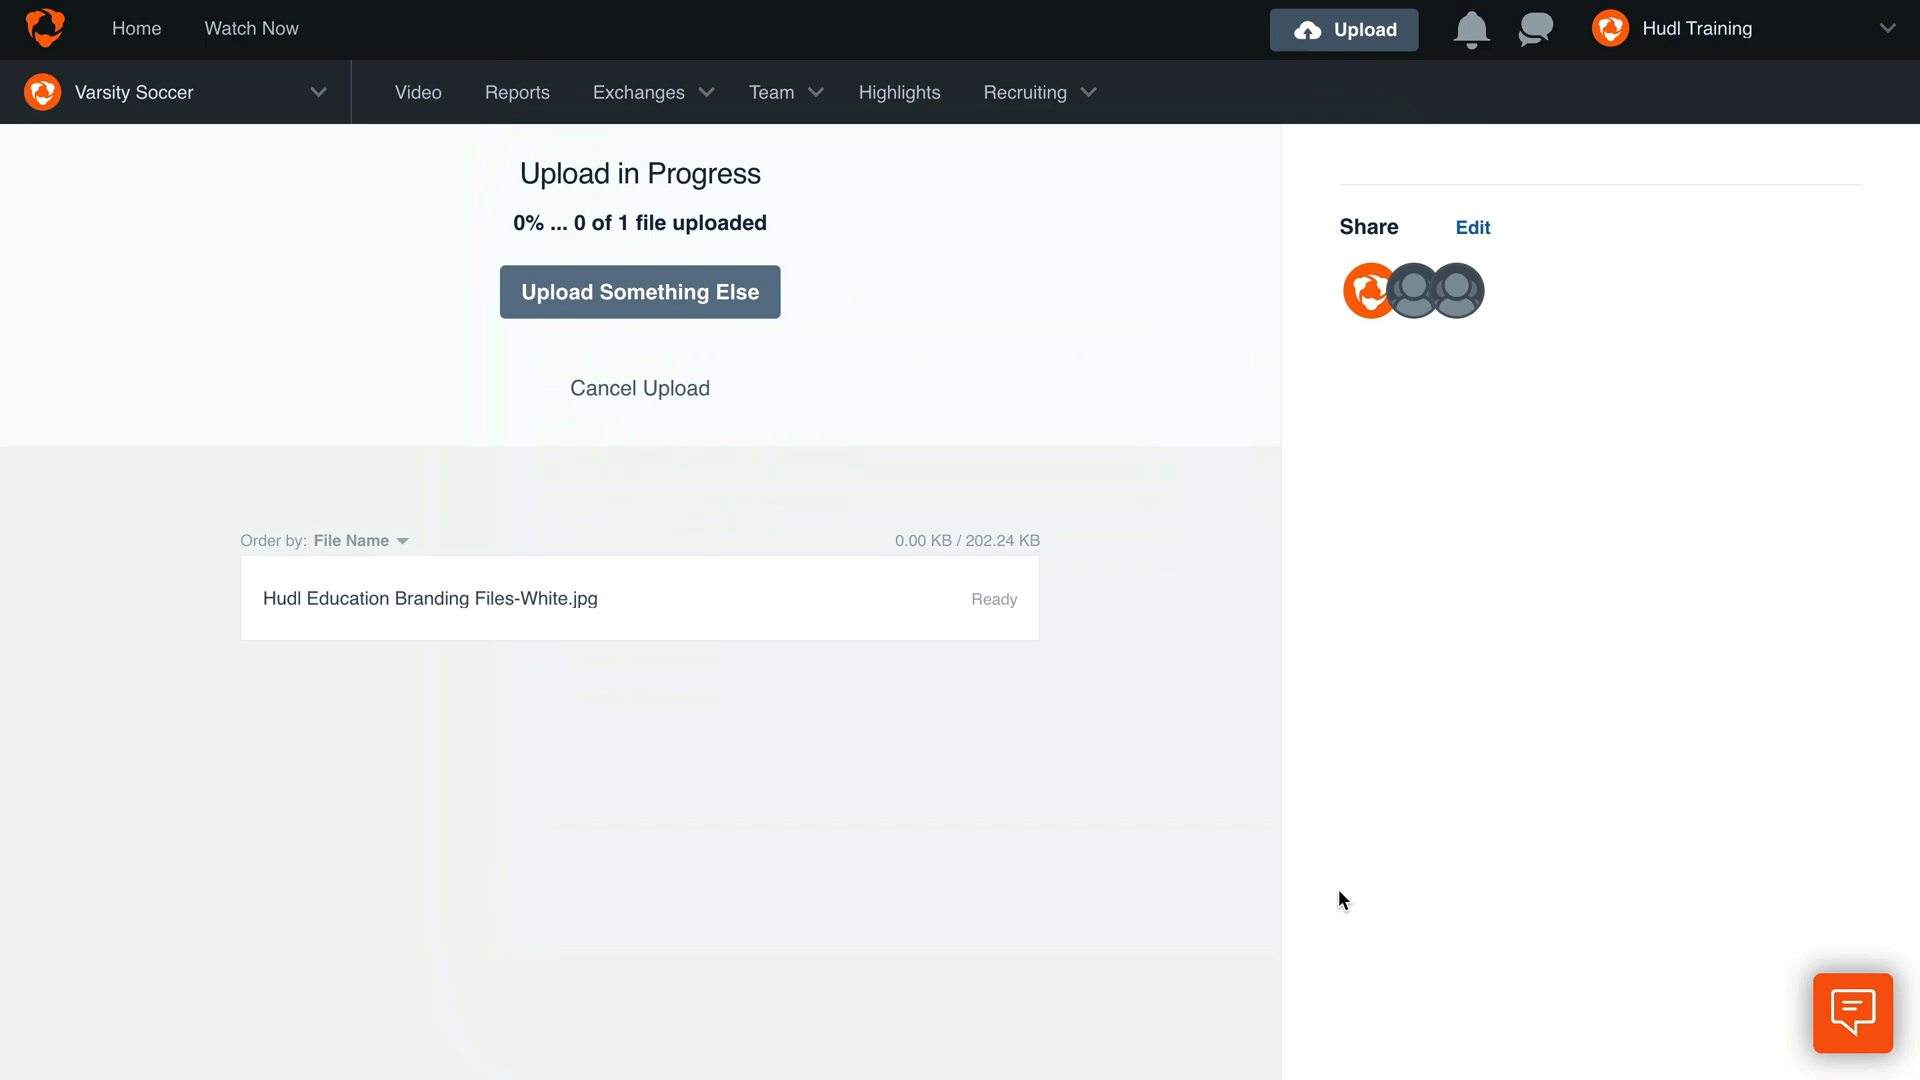 Home
Watch Now
Upload
Hudl Training
Varsity Soccer
Video
Reports
Exchanges
Team
Highlights
Recruiting
Upload in Progress
0% ... 0 of 1 file uploaded
Upload Something Else
Cancel Upload
Share
Edit
Order by: File Name
0.00 KB / 202.24 KB
Hudl Education Branding Files-White.jpg
Ready